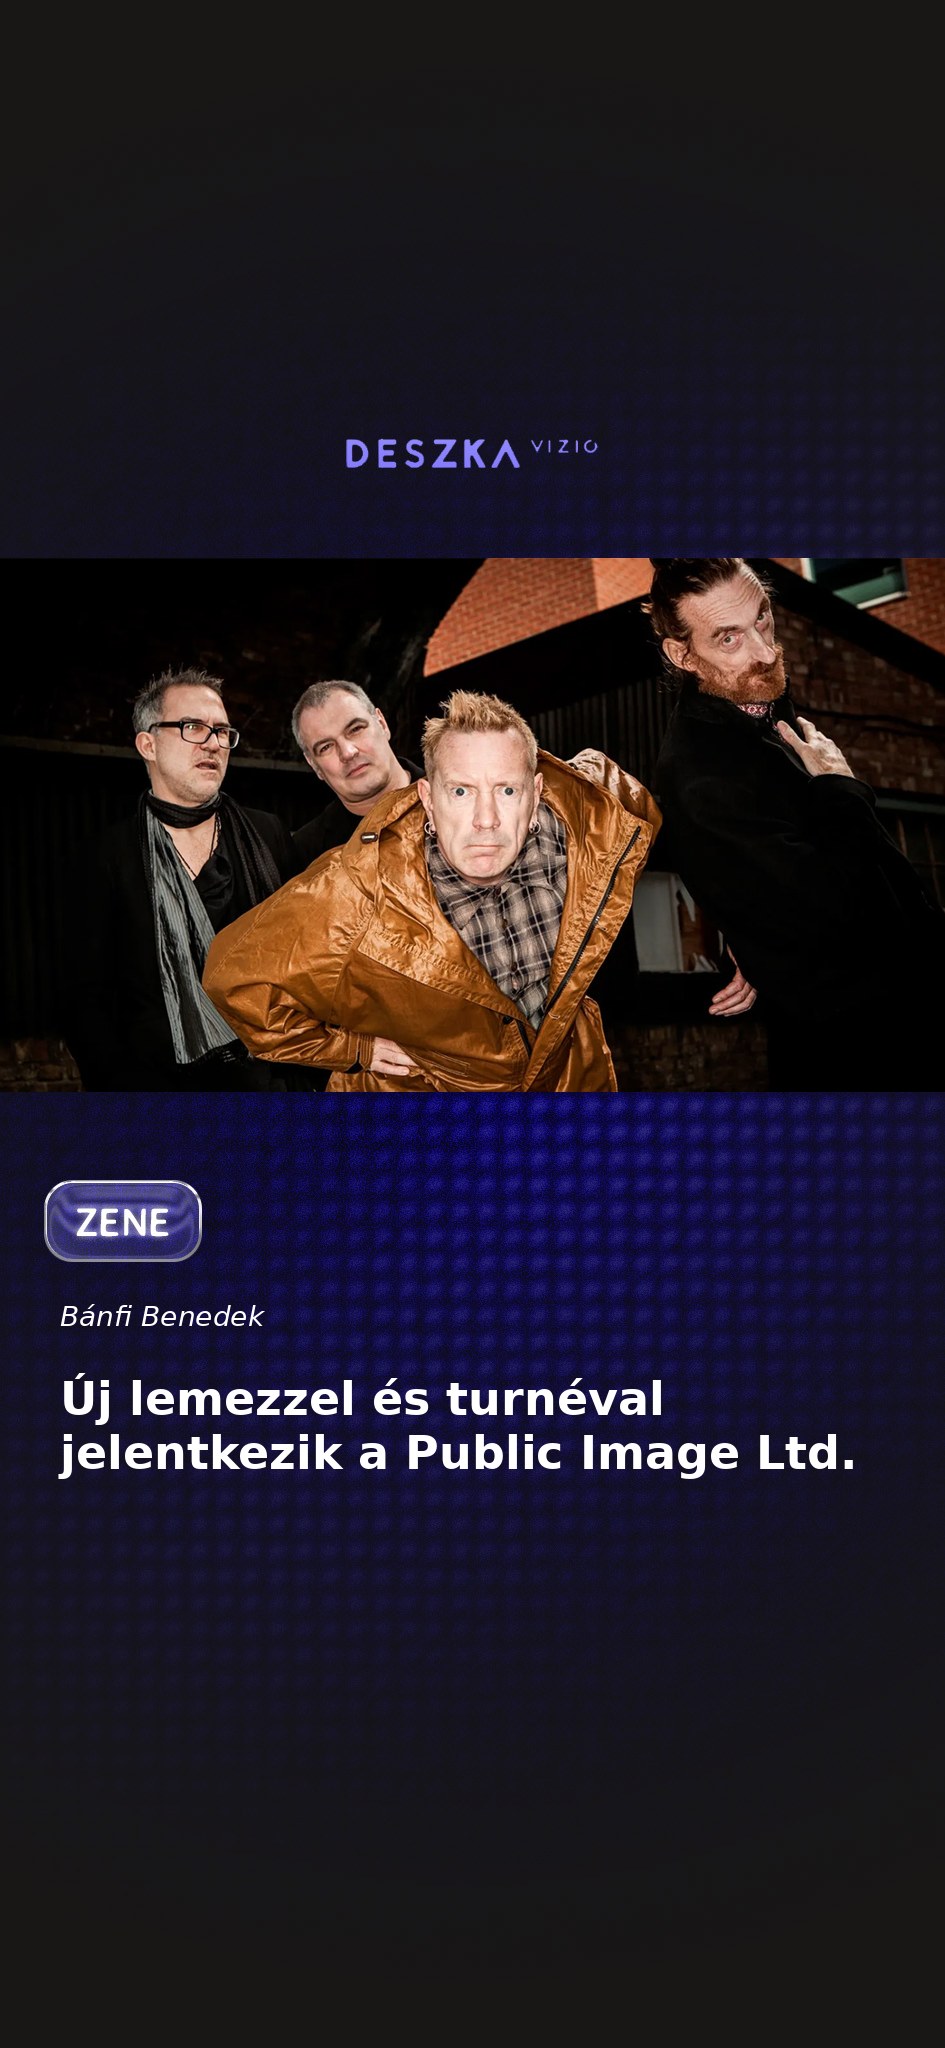 DESZKA VIZIO
ZENE
Bánfi Benedek
Új lemezzel és turnéval
jelentkezik a Public Image Ltd.